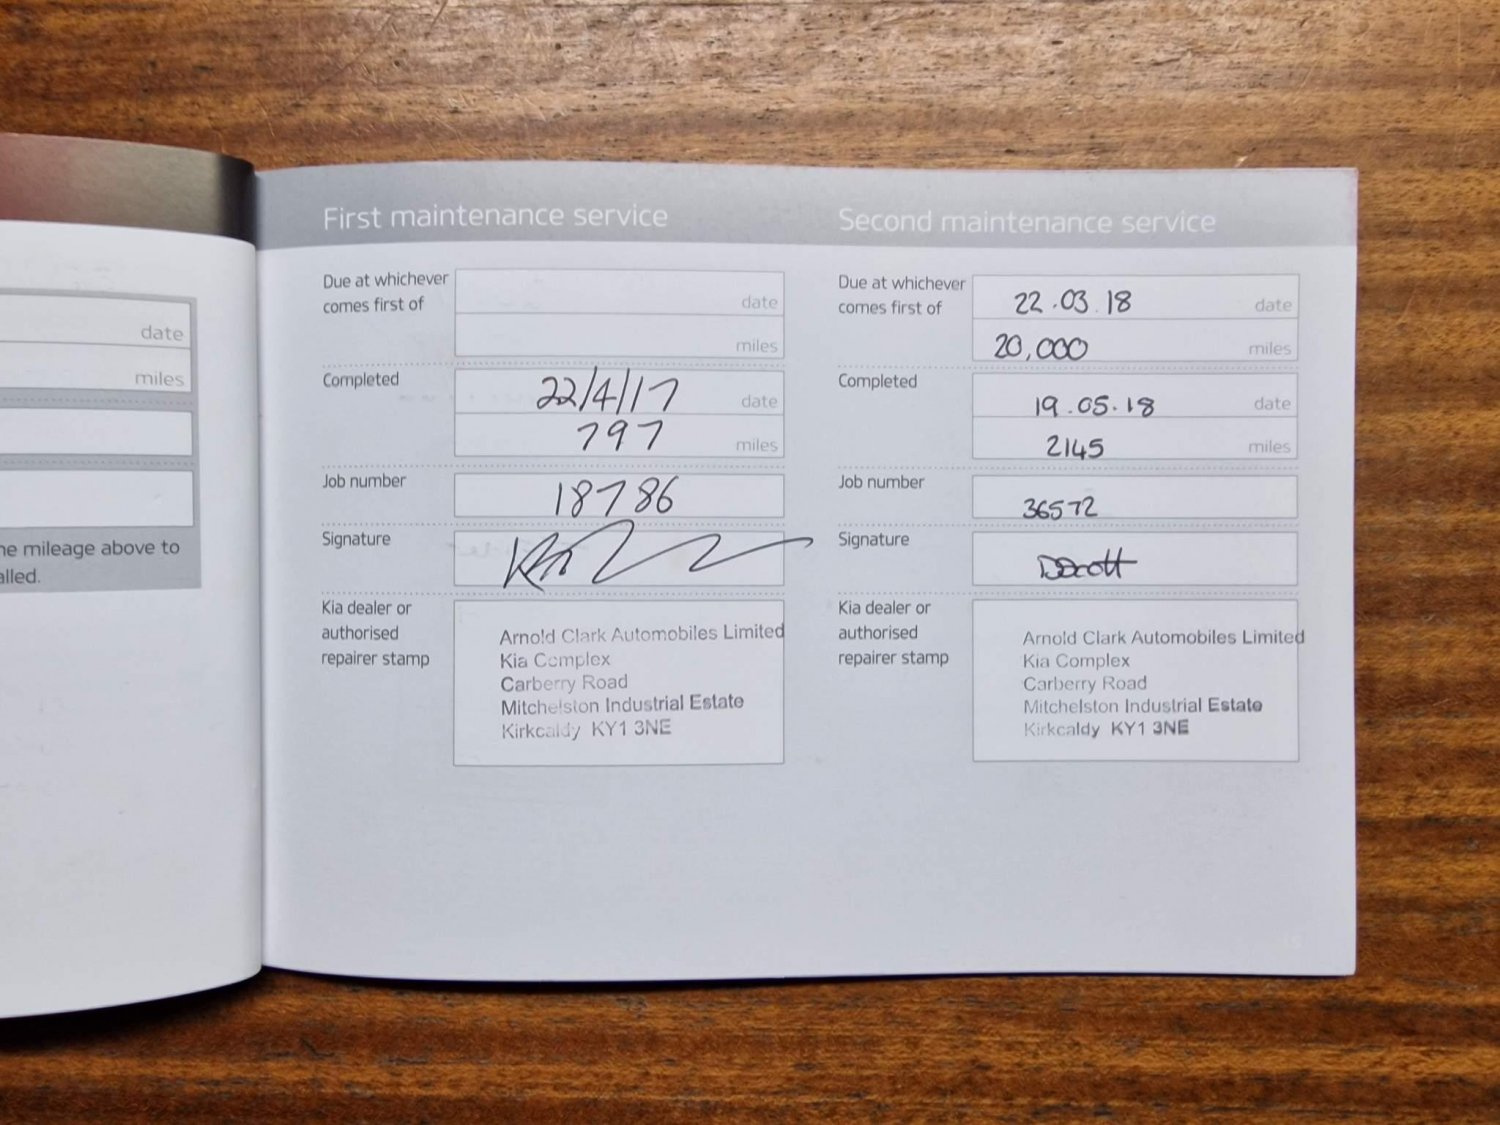 date
miles
he mileage above to
alled.
First maintenance service
Due at whichever
comes first of
date
miles
Completed
22/4/17 date
797 miles
Job number
18786
Signature
Kia dealer or
authorised
repairer stamp
Arnold Clark Automobiles Limited
Kia Complex
Carberry Road
Mitchelston Industrial Estate
Kirkcaldy KY1 3NE
Second maintenance service
Due at whichever
comes first of
22.03.18 date
20,000 miles
Completed
19.05.18 date
2145 miles
Job number
36572
Signature
Kia dealer or
authorised
repairer stamp
Arnold Clark Automobiles Limited
Kia Complex
Carberry Road
Mitchelston Industrial Estate
Kirkcaldy KY1 3NE